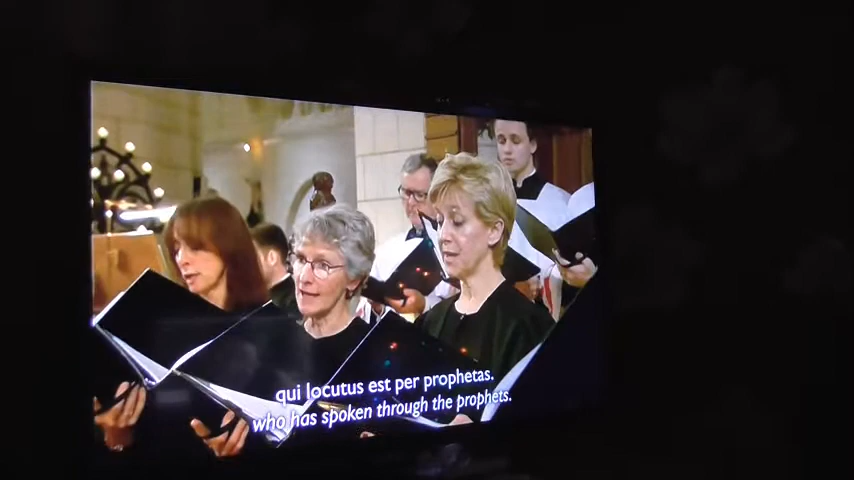 qui locutus est per prophetas.
who has spoken through the prophets.